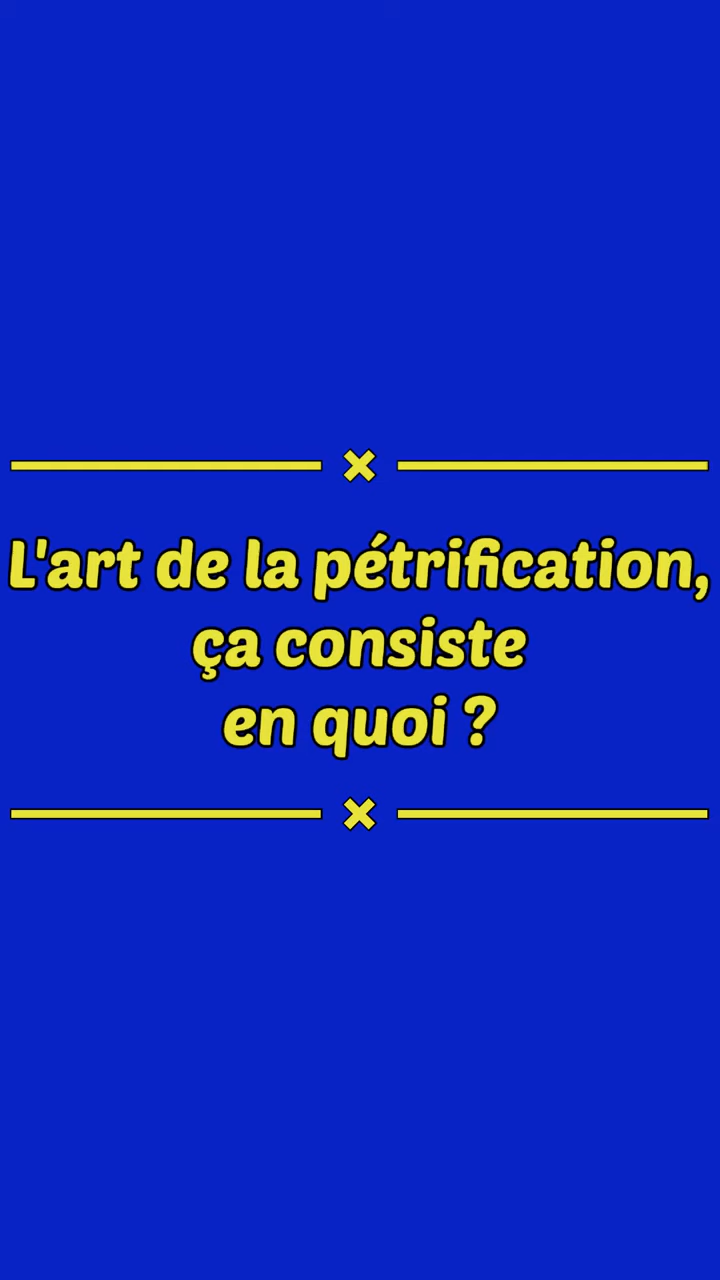 L'art de la pétrification,
ça consiste
en quoi ?